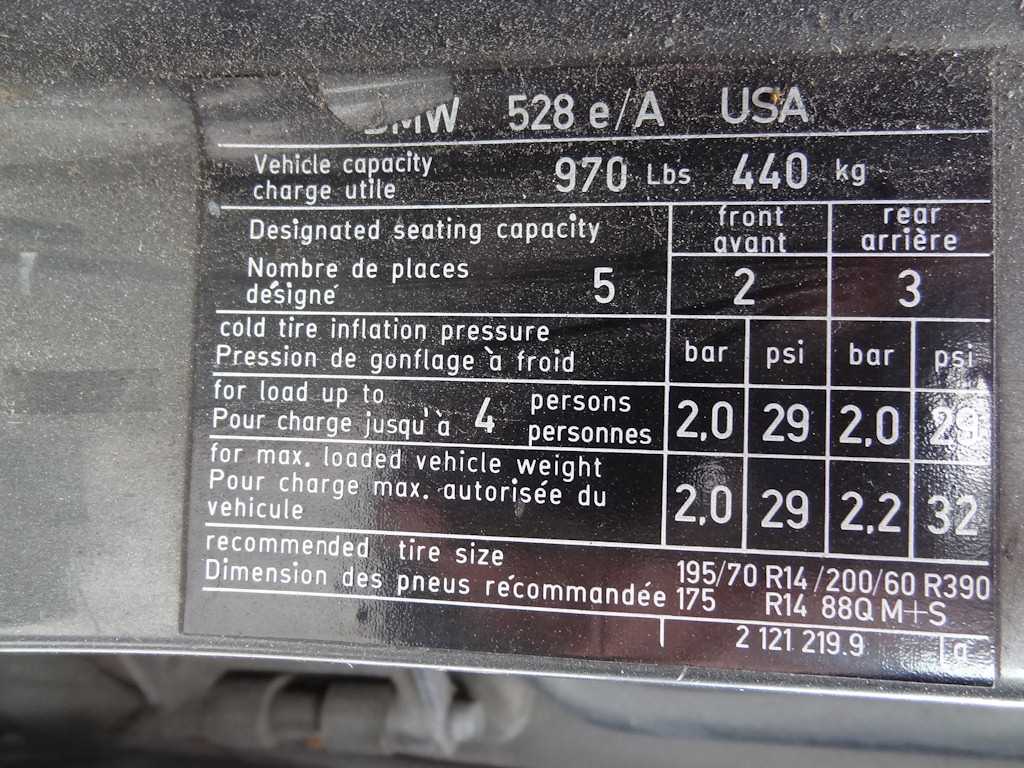 BMW 528 e/A USA
Vehicle capacity 970 Lbs 440 kg
charge utile
Designated seating capacity front rear
avant arrière
Nombre de places 5 2 3
désigné
cold tire inflation pressure
Pression de gonflage à froid bar psi bar psi
for load up to 4 persons 2,0 29 2,0 29
Pour charge jusqu'à personnes
for max. loaded vehicle weight
Pour charge max. autorisée du 2,0 29 2,2 32
vehicule
recommended tire size 195/70 R14/200/60 R390
Dimension des pneus récommandée 175 R14 88Q M+S
2 121 219.9 a